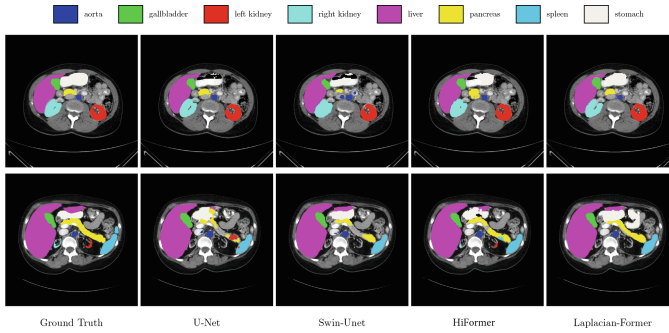 aorta gallbladder left kidney right kidney liver pancreas spleen stomach
Ground Truth U-Net Swin-Unet HiFormer Laplacian-Former